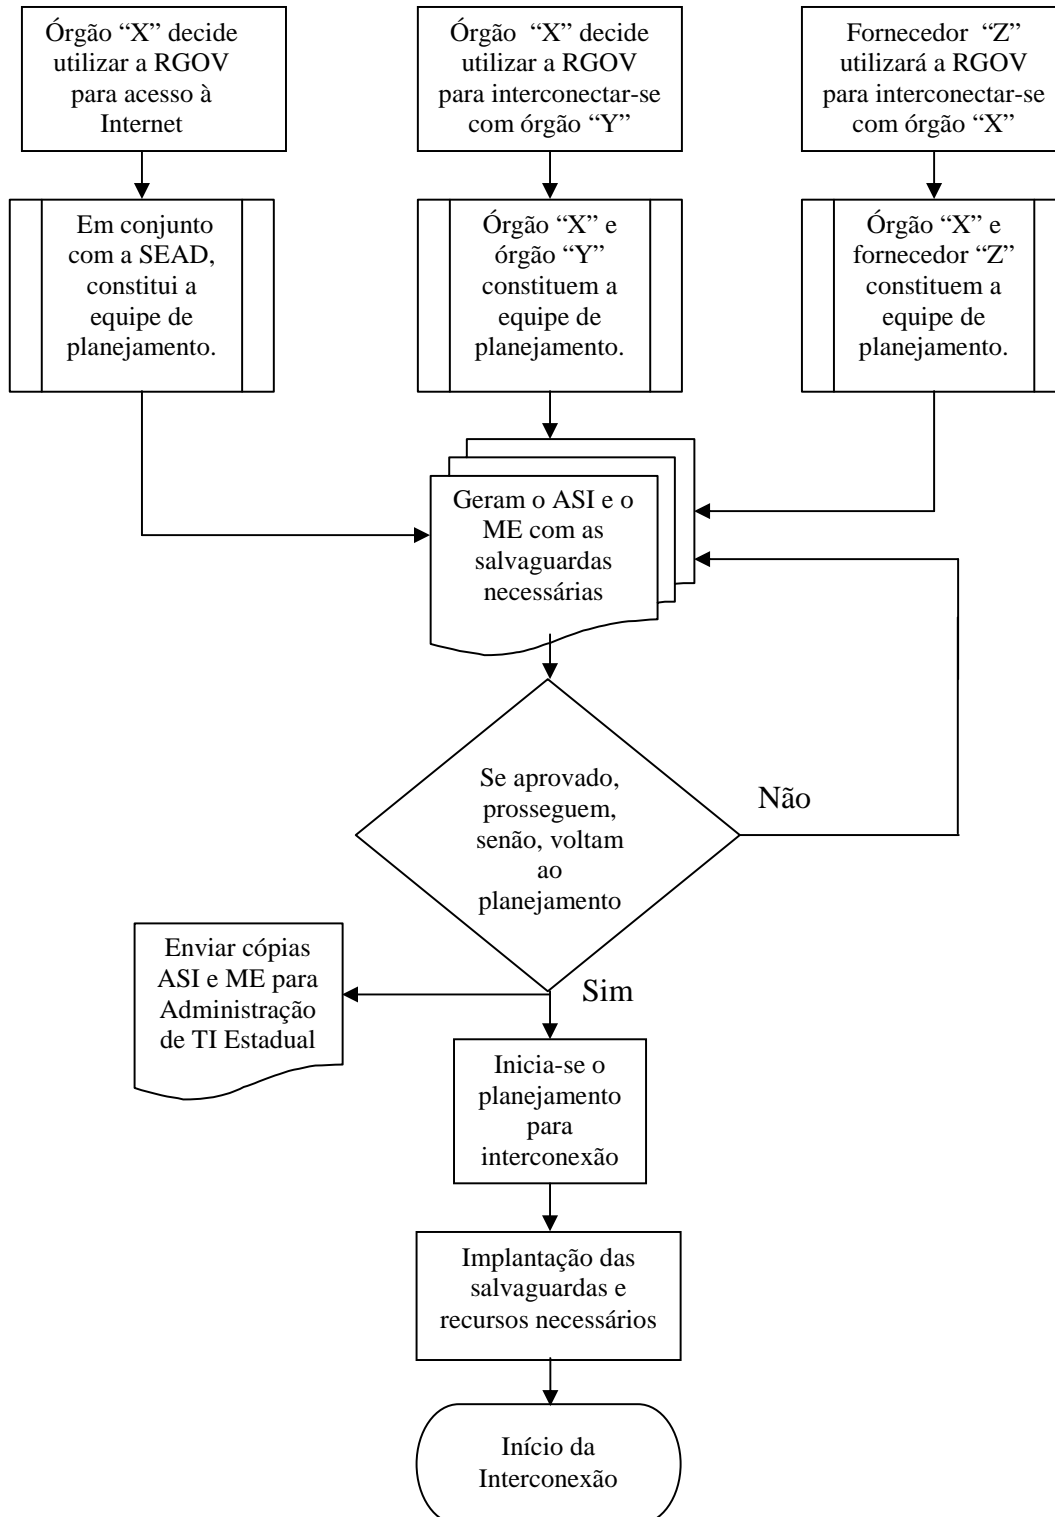 Órgão “X” decide
utilizar a RGOV
para acesso à
Internet
Órgão “X” decide
utilizar a RGOV
para interconectar-se
com órgão “Y”
Fornecedor “Z”
utilizará a RGOV
para interconectar-se
com órgão “X”
Em conjunto
com a SEAD,
constitui a
equipe de
planejamento.
Órgão “X” e
órgão “Y”
constituem a
equipe de
planejamento.
Órgão “X” e
fornecedor “Z”
constituem a
equipe de
planejamento.
Geram o ASI e o
ME com as
salvaguardas
necessárias
Se aprovado,
prosseguem,
senão, voltam
ao
planejamento
Não
Enviar cópias
ASI e ME para
Administração
de TI Estadual
Sim
Inicia-se o
planejamento
para
interconexão
Implantação das
salvaguardas e
recursos necessários
Início da
Interconexão